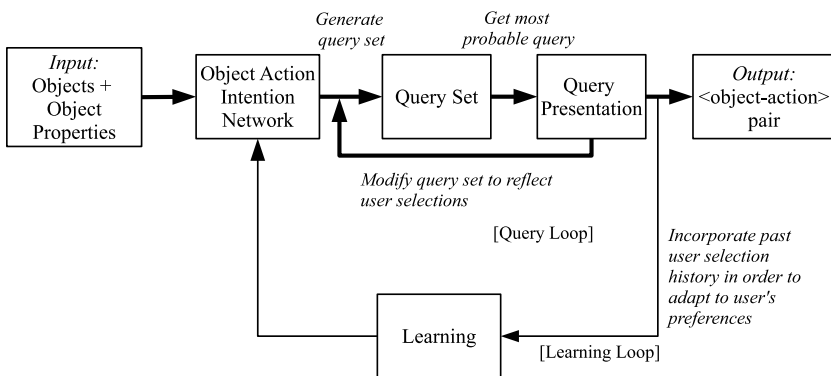 Generate
query set
Get most
probable query
Input:
Objects +
Object
Properties
Object Action
Intention
Network
Query Set
Query
Presentation
Output:
<object-action>
pair
Modify query set to reflect
user selections
[Query Loop]
Incorporate past
user selection
history in order to
adapt to user's
preferences
Learning
[Learning Loop]